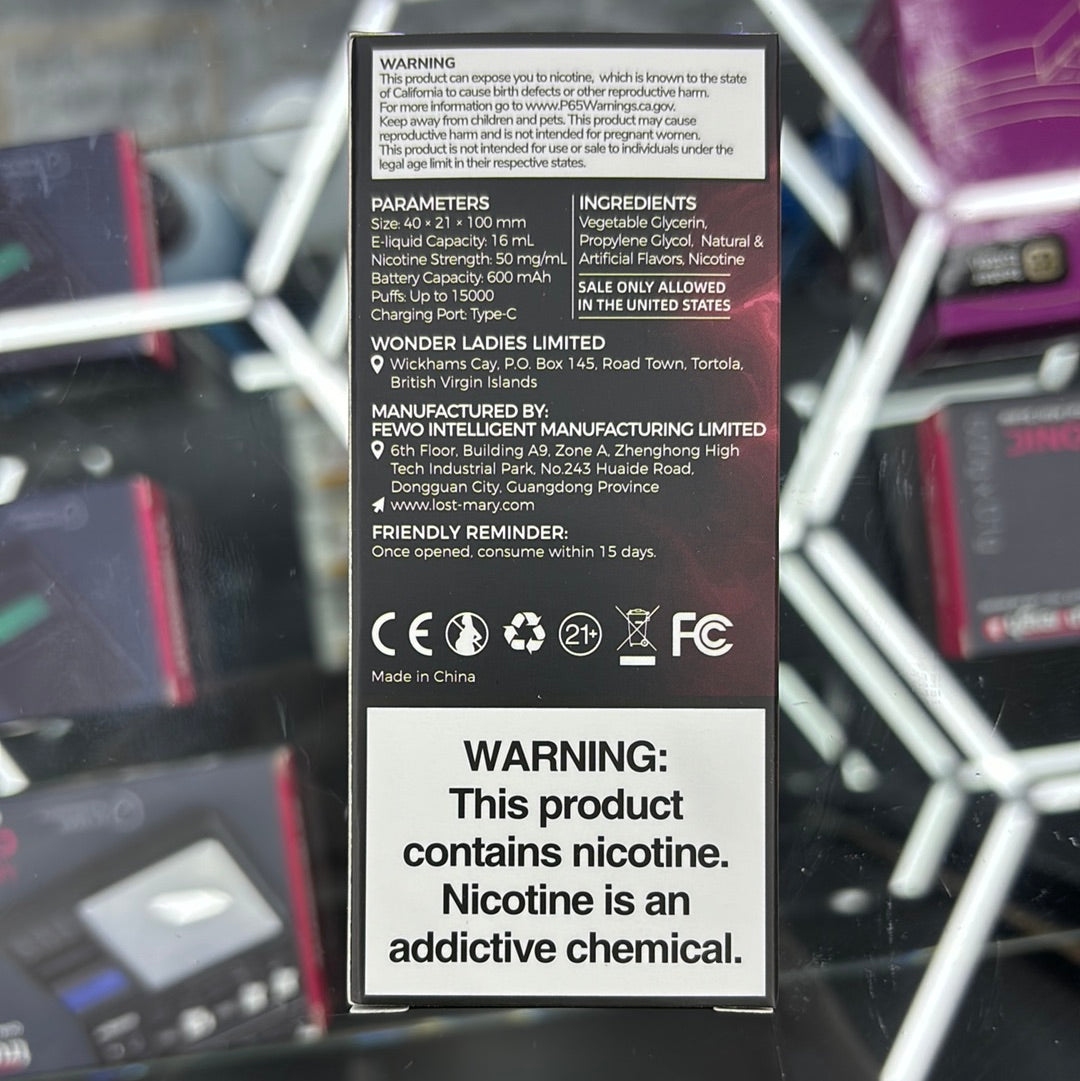 WARNING
This product can expose you to nicotine, which is known to the state
of California to cause birth defects or other reproductive harm.
For more information go to www.P65Warnings.ca.gov.
Keep away from children and pets. This product may cause
reproductive harm and is not intended for pregnant women.
This product is not intended for use or sale to individuals under the
legal age limit in their respective states.
PARAMETERS
Size: 40 × 21 × 100 mm
E-liquid Capacity: 16 mL
Nicotine Strength: 50 mg/mL
Battery Capacity: 600 mAh
Puffs: Up to 15000
Charging Port: Type-C
INGREDIENTS
Vegetable Glycerin,
Propylene Glycol, Natural &
Artificial Flavors, Nicotine
SALE ONLY ALLOWED
IN THE UNITED STATES
WONDER LADIES LIMITED
Wickhams Cay, P.O. Box 145, Road Town, Tortola,
British Virgin Islands
MANUFACTURED BY:
FEWO INTELLIGENT MANUFACTURING LIMITED
6th Floor, Building A9, Zone A, Zhenghong High
Tech Industrial Park, No.243 Huaide Road,
Dongguan City, Guangdong Province
www.lost-mary.com
FRIENDLY REMINDER:
Once opened, consume within 15 days.
CE 21+ FC
Made in China
WARNING:
This product
contains nicotine.
Nicotine is an
addictive chemical.